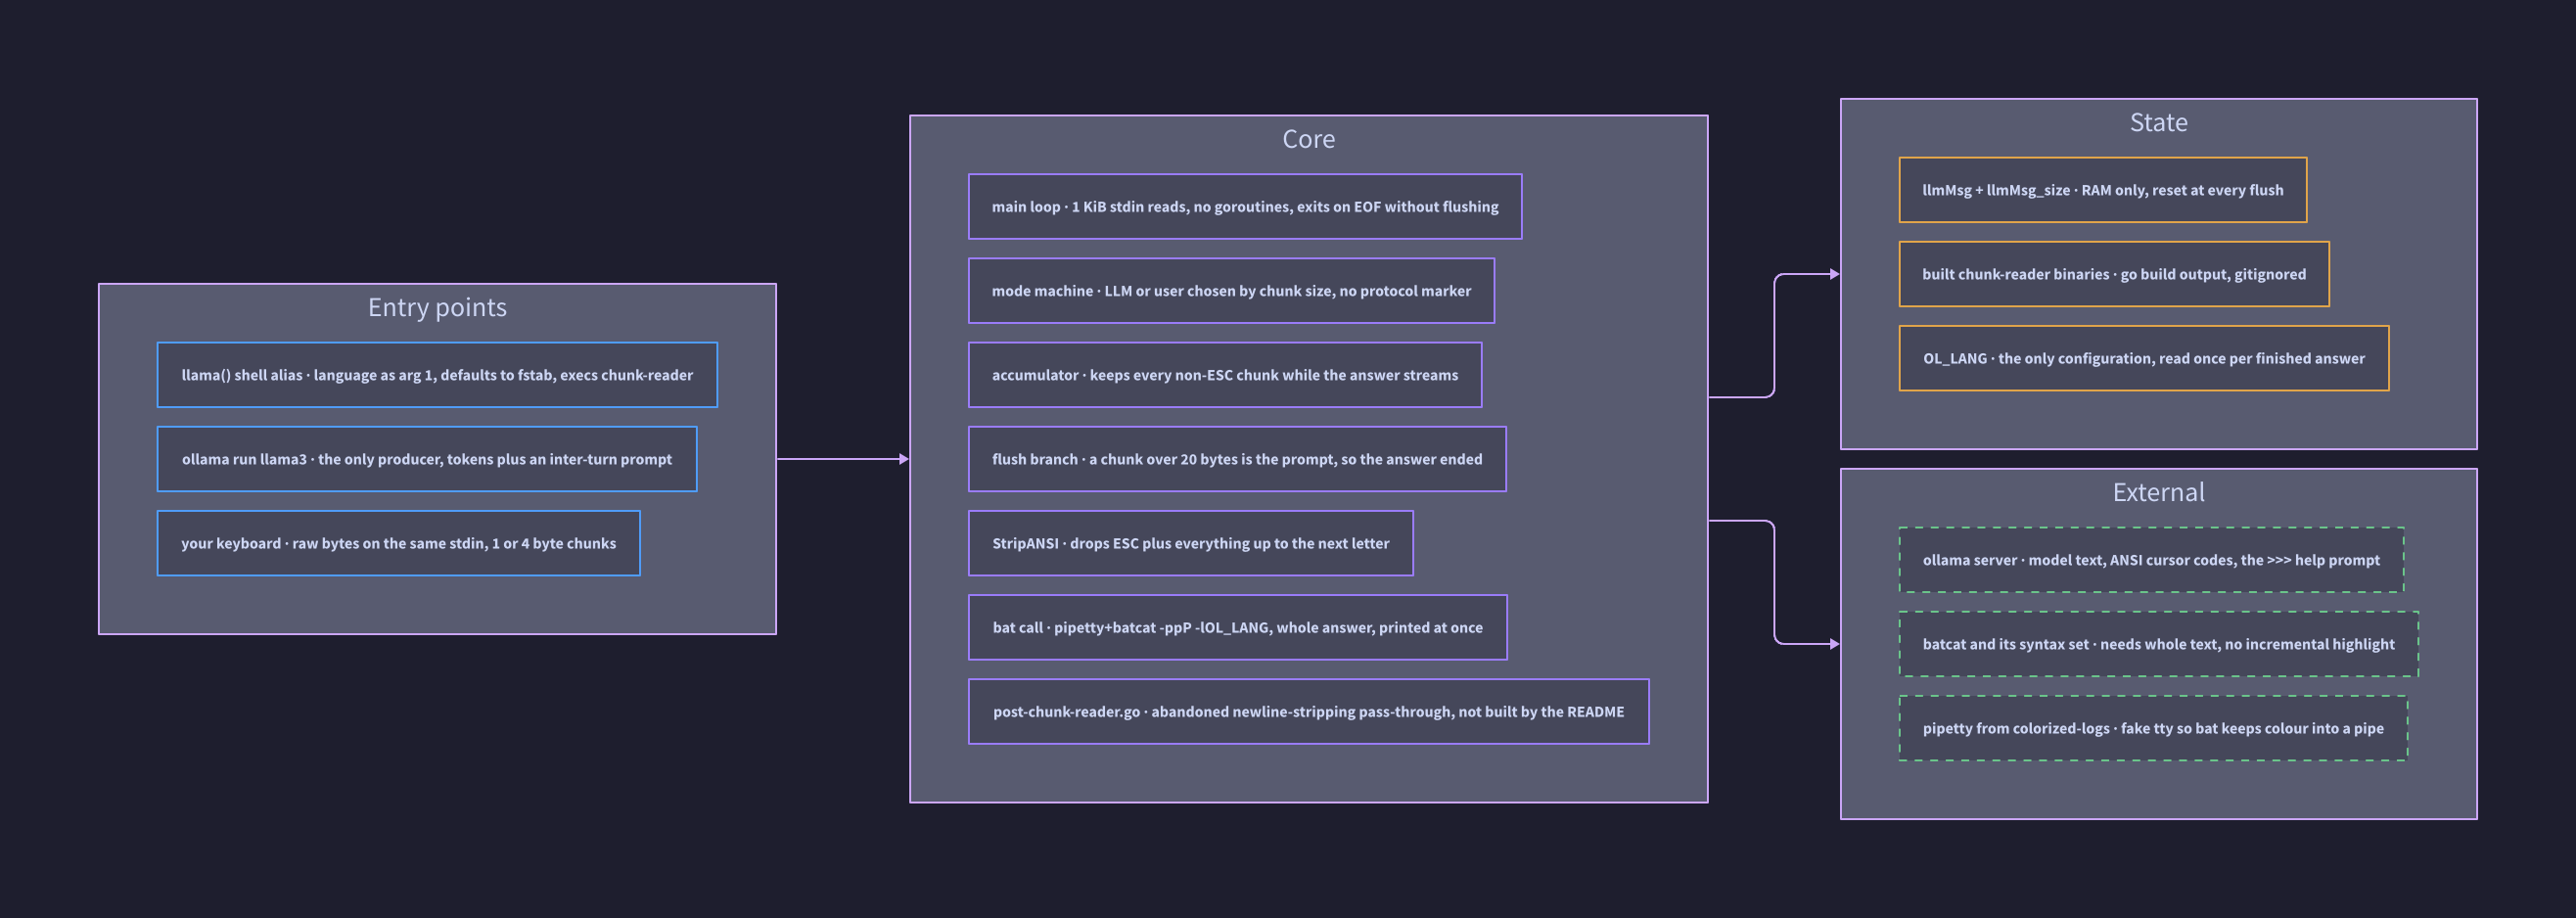 Entry points
llama() shell alias · language as arg 1, defaults to fstab, execs chunk-reader
ollama run llama3 · the only producer, tokens plus an inter-turn prompt
your keyboard · raw bytes on the same stdin, 1 or 4 byte chunks
Core
main loop · 1 KiB stdin reads, no goroutines, exits on EOF without flushing
mode machine · LLM or user chosen by chunk size, no protocol marker
accumulator · keeps every non-ESC chunk while the answer streams
flush branch · a chunk over 20 bytes is the prompt, so the answer ended
StripANSI · drops ESC plus everything up to the next letter
bat call · pipetty+batcat -ppP -lOL_LANG, whole answer, printed at once
post-chunk-reader.go · abandoned newline-stripping pass-through, not built by the README
State
llmMsg + llmMsg_size · RAM only, reset at every flush
built chunk-reader binaries · go build output, gitignored
OL_LANG · the only configuration, read once per finished answer
External
ollama server · model text, ANSI cursor codes, the >>> help prompt
batcat and its syntax set · needs whole text, no incremental highlight
pipetty from colorized-logs · fake tty so bat keeps colour into a pipe